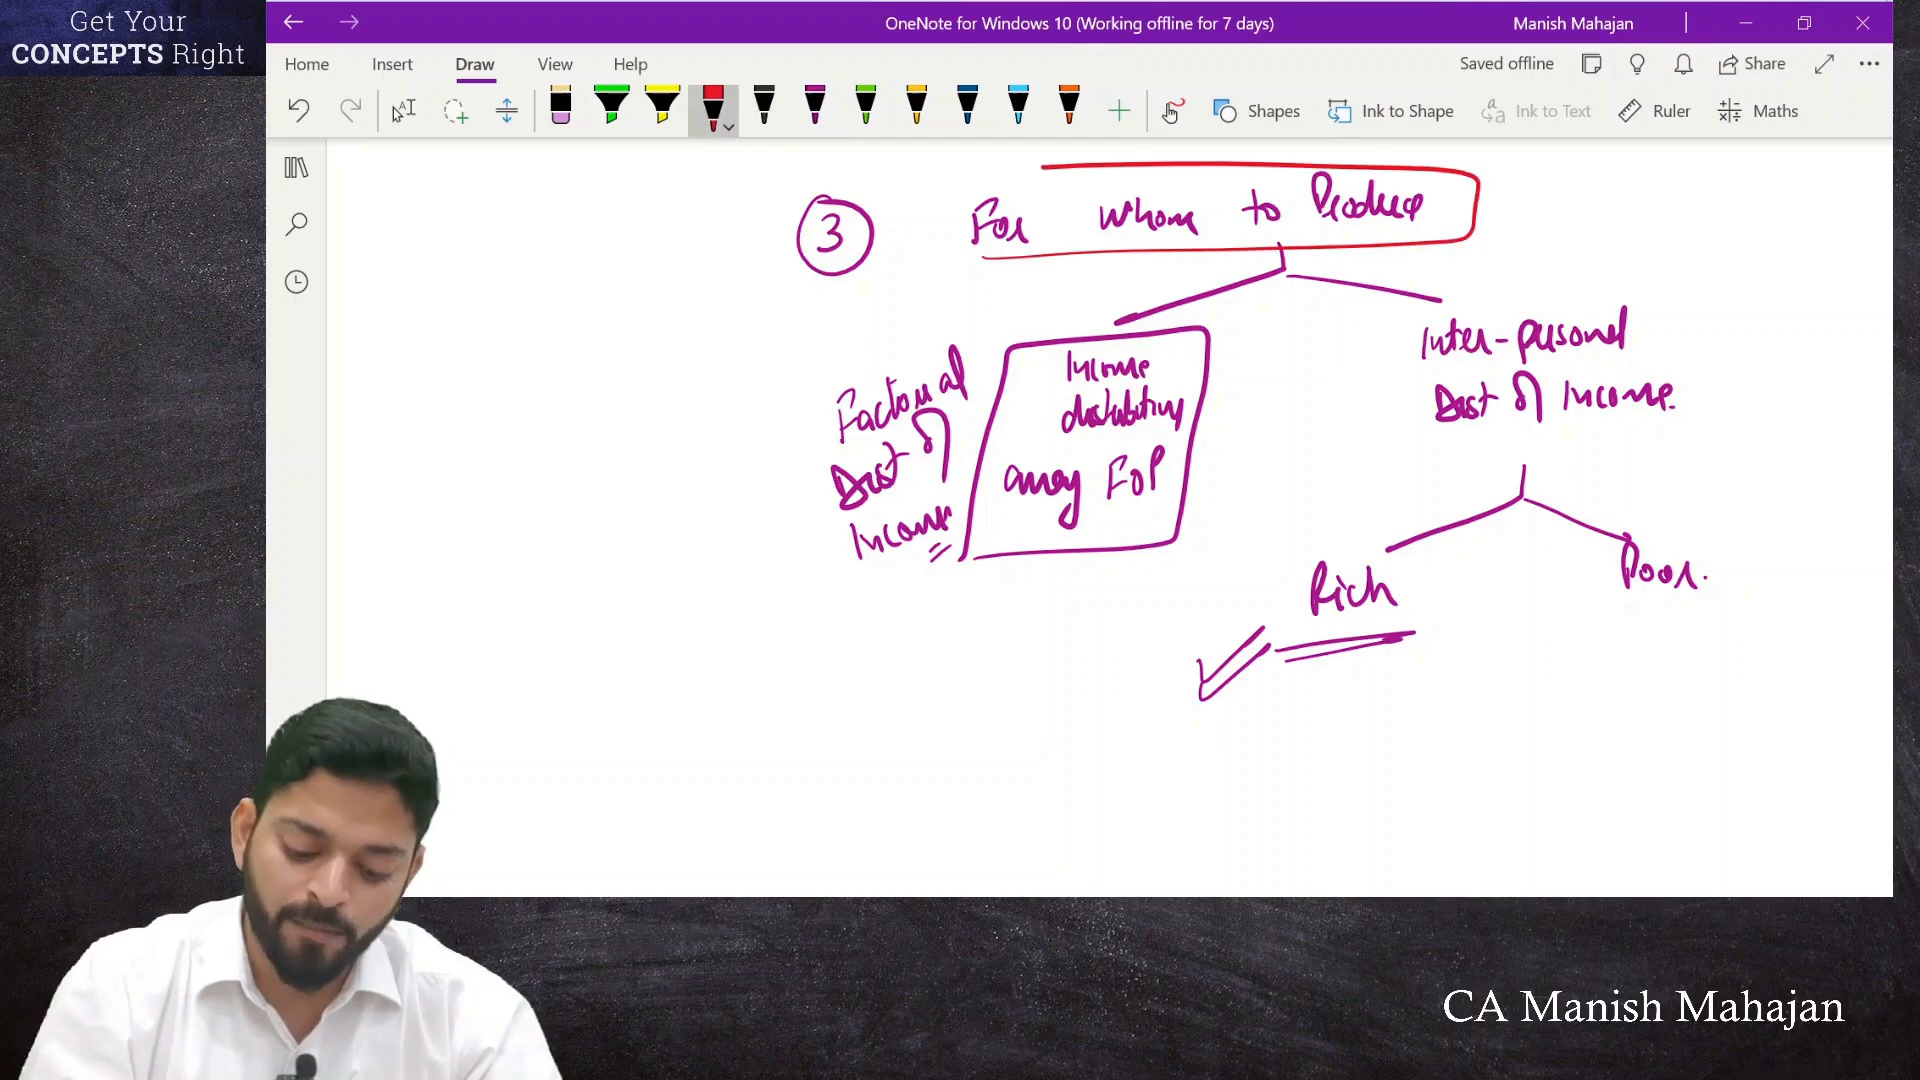 Get Your
CONCEPTS Right
OneNote for Windows 10 (Working offline for 7 days)
Manish Mahajan
Home Insert Draw View Help
Saved offline
Share
Shapes
Ink to Shape
Ink to Text
Ruler
Maths
3
For Whom to Produce
Income
distribution
among FOP
Factorial
Dist of
Income
Inter-personal
Dist of Income.
Rich
Poor.
CA Manish Mahajan